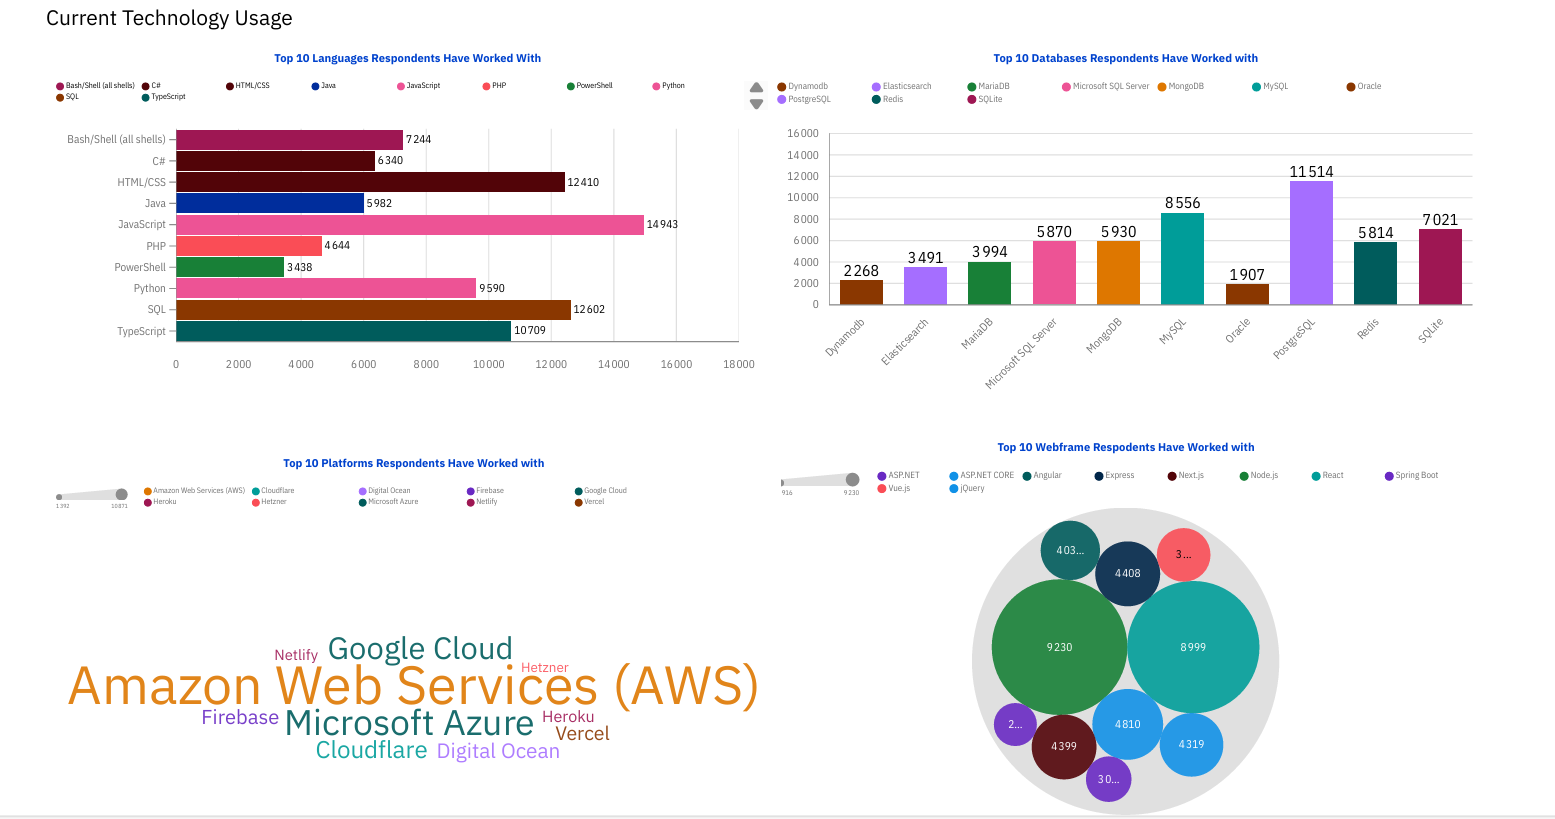 Current Technology Usage
Top 10 Languages Respondents Have Worked With
Bash/Shell (all shells) C# HTML/CSS Java JavaScript PHP PowerShell Python
SQL TypeScript
Bash/Shell (all shells) 7244
C# 6340
HTML/CSS 12410
Java 5982
JavaScript 14943
PHP 4644
PowerShell 3438
Python 9590
SQL 12602
TypeScript 10709
0 2000 4000 6000 8000 10000 12000 14000 16000 18000
Top 10 Databases Respondents Have Worked with
Dynamodb Elasticsearch MariaDB Microsoft SQL Server MongoDB MySQL Oracle
PostgreSQL Redis SQLite
16000
14000
12000
10000
8000
6000
4000
2000
0
2268 3491 3994 5870 5930 8556 1907 11514 5814 7021
Dynamodb Elasticsearch MariaDB Microsoft SQL Server MongoDB MySQL Oracle PostgreSQL Redis SQLite
Top 10 Platforms Respondents Have Worked with
1392 10871
Amazon Web Services (AWS) Cloudflare Digital Ocean Firebase Google Cloud
Heroku Hetzner Microsoft Azure Netlify Vercel
Netlify Google Cloud Hetzner
Amazon Web Services (AWS)
Firebase Microsoft Azure Heroku
Vercel
Cloudflare Digital Ocean
Top 10 Webframe Respodents Have Worked with
916 9230
ASP.NET ASP.NET CORE Angular Express Next.js Node.js React Spring Boot
Vue.js jQuery
403... 4408 3...
9230 8999
2... 4399 4810 4319
30...